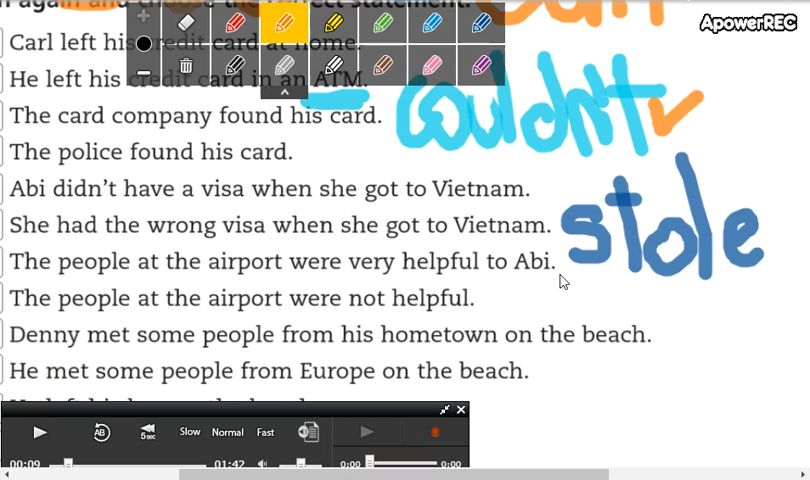 ApowerREC
Carl left his credit card at home.
He left his credit card in an ATM.
couldn't
The card company found his card.
The police found his card.
Abi didn't have a visa when she got to Vietnam.
stole
She had the wrong visa when she got to Vietnam.
The people at the airport were very helpful to Abi.
The people at the airport were not helpful.
Denny met some people from his hometown on the beach.
He met some people from Europe on the beach.
AB
5 sec
Slow Normal Fast
00:09 01:42 0:00 0:00